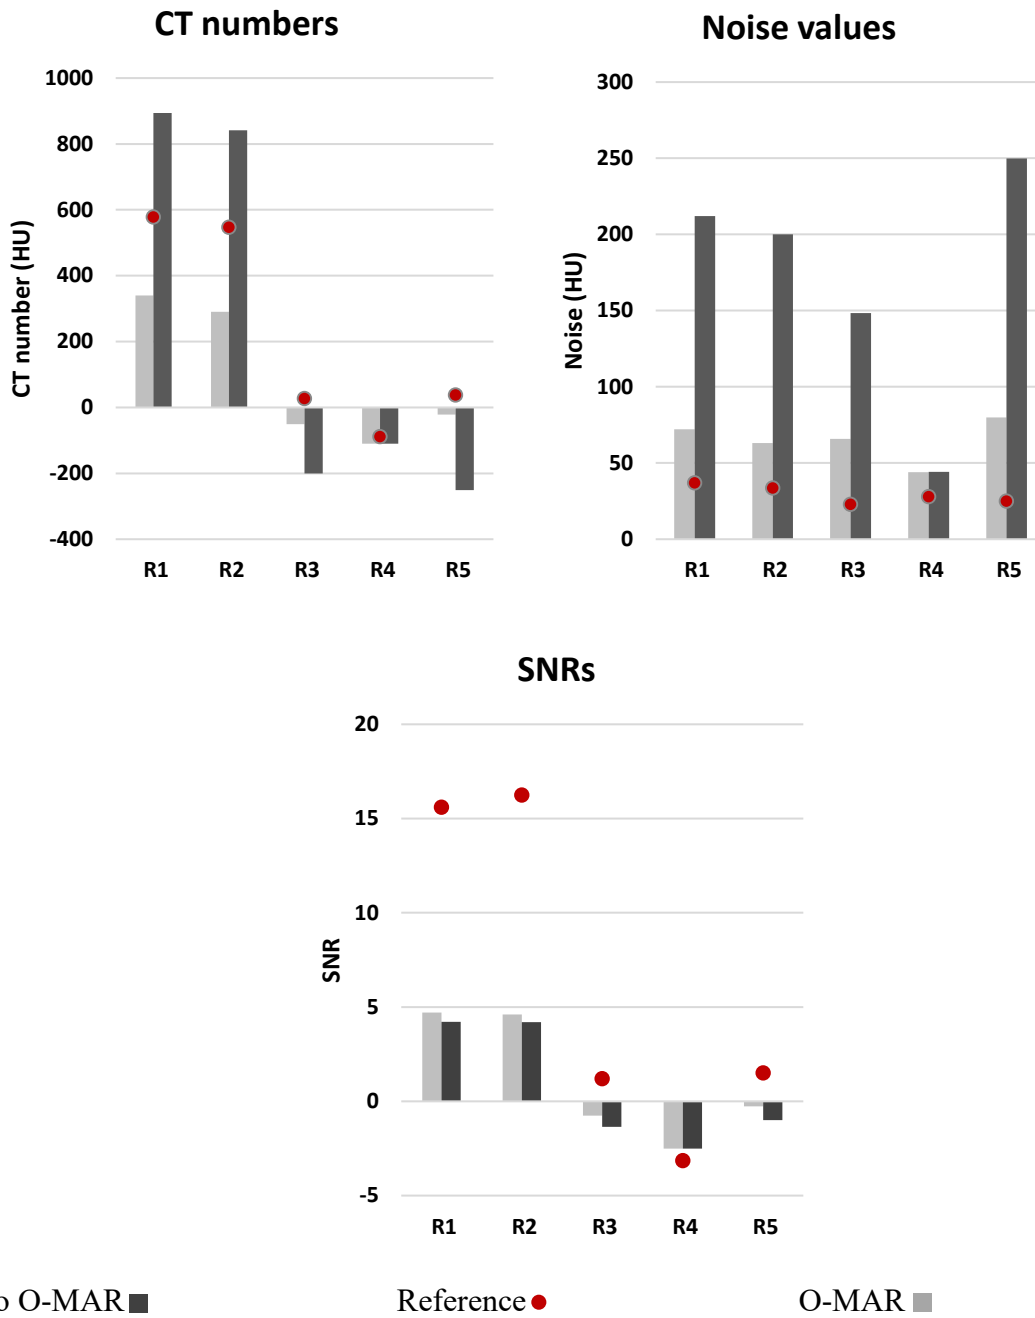 CT numbers
Noise values
CT number (HU)
1000
800
600
400
200
0
-200
-400
R1 R2 R3 R4 R5
Noise (HU)
300
250
200
150
100
50
0
R1 R2 R3 R4 R5
SNRs
SNR
20
15
10
5
0
-5
R1 R2 R3 R4 R5
O-MAR Reference O-MAR